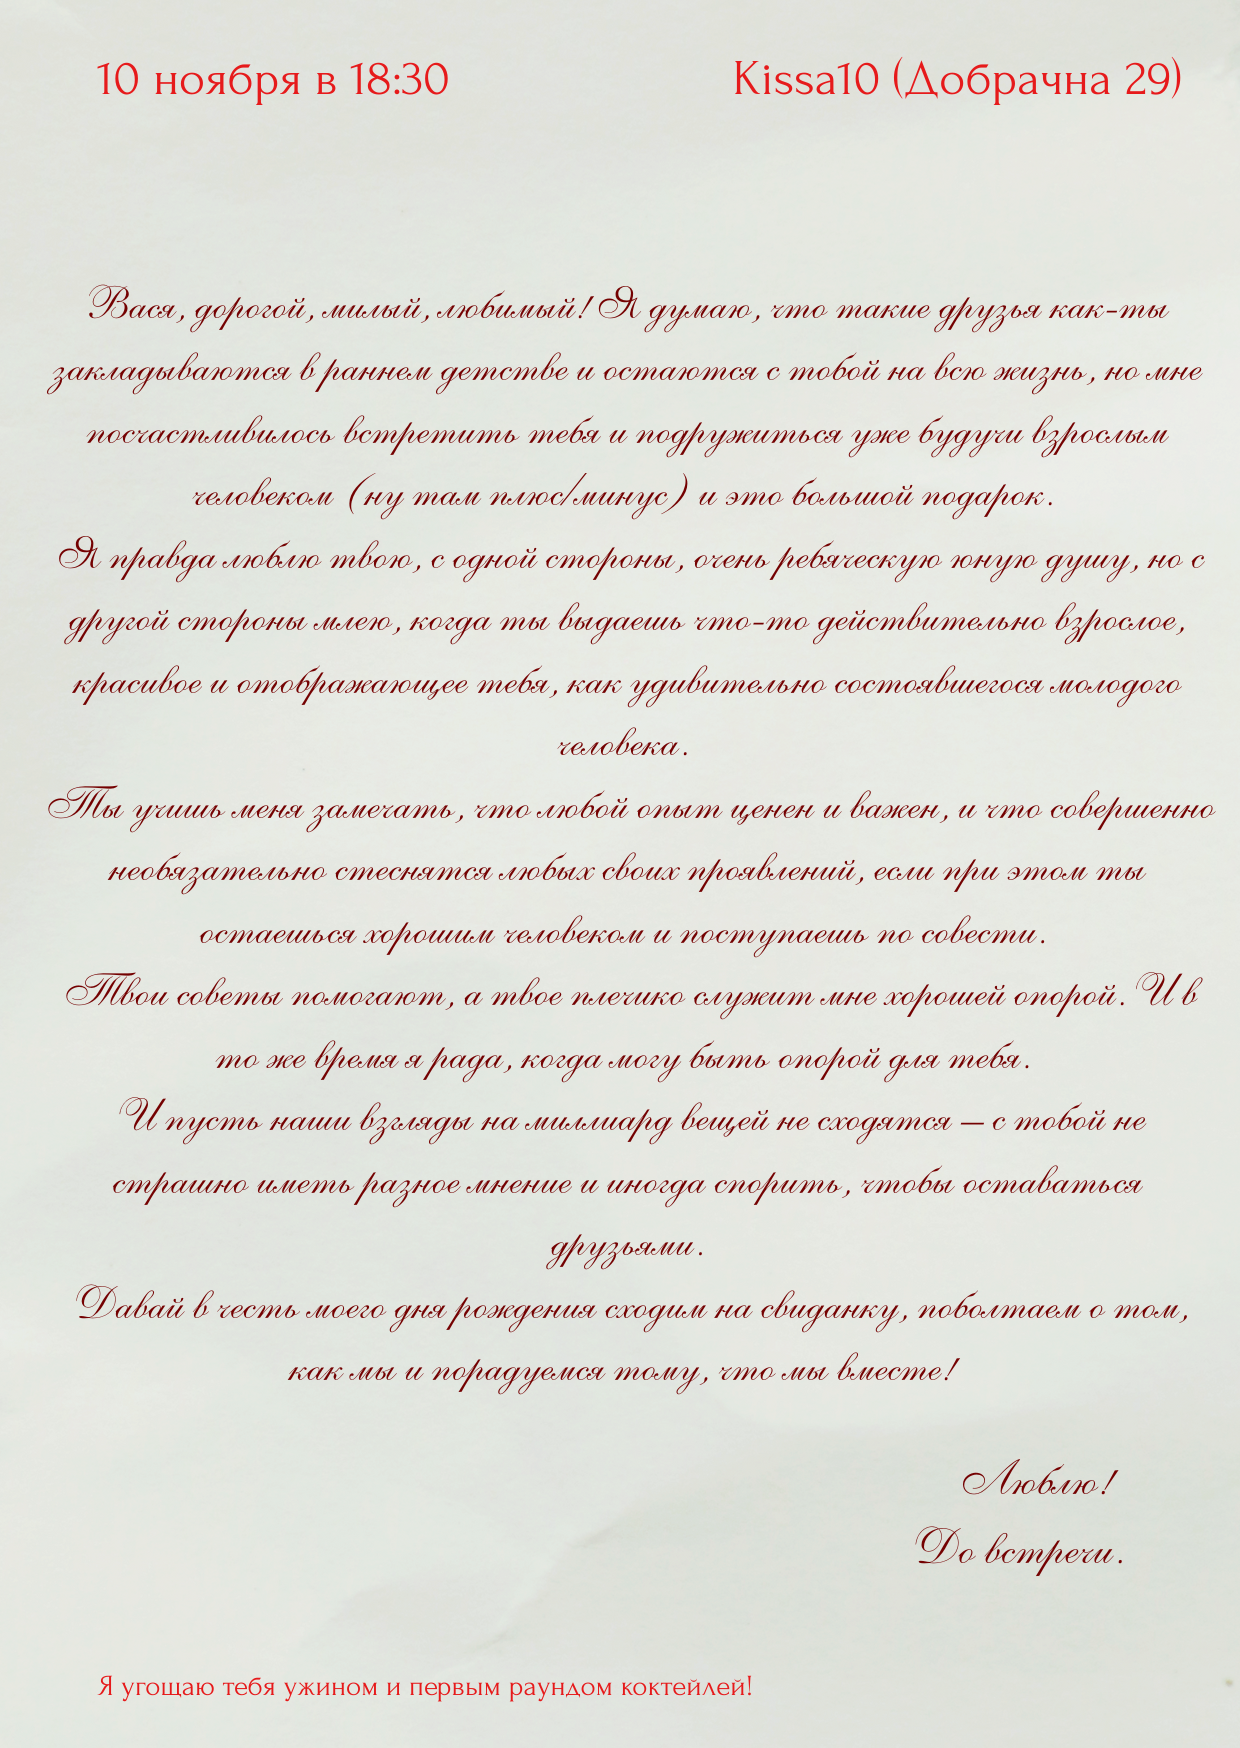 10 ноября в 18:30
Kissa10 (Добрачна 29)
Вася, дорогой, милый, любимый! Я думаю, что такие друзья как-ты
закладываются в раннем детстве и остаются с тобой на всю жизнь, но мне
посчастливилось встретить тебя и подружиться уже будучи взрослым
человеком (ну там плюс/минус) и это большой подарок.
Я правда люблю твою, с одной стороны, очень ребяческую юную душу, но с
другой стороны млею, когда ты выдаешь что-то действительно взрослое,
красивое и отображающее тебя, как удивительно состоявшегося молодого
человека.
Ты учишь меня замечать, что любой опыт ценен и важен, и что совершенно
необязательно стеснятся любых своих проявлений, если при этом ты
остаешься хорошим человеком и поступаешь по совести.
Твои советы помогают, а твое плечико служит мне хорошей опорой. И в
то же время я рада, когда могу быть опорой для тебя.
И пусть наши взгляды на миллиард вещей не сходятся – с тобой не
страшно иметь разное мнение и иногда спорить, чтобы оставаться
друзьями.
Давай в честь моего дня рождения сходим на свиданку, поболтаем о том,
как мы и порадуемся тому, что мы вместе!
Люблю!
До встречи.
Я угощаю тебя ужином и первым раундом коктейлей!